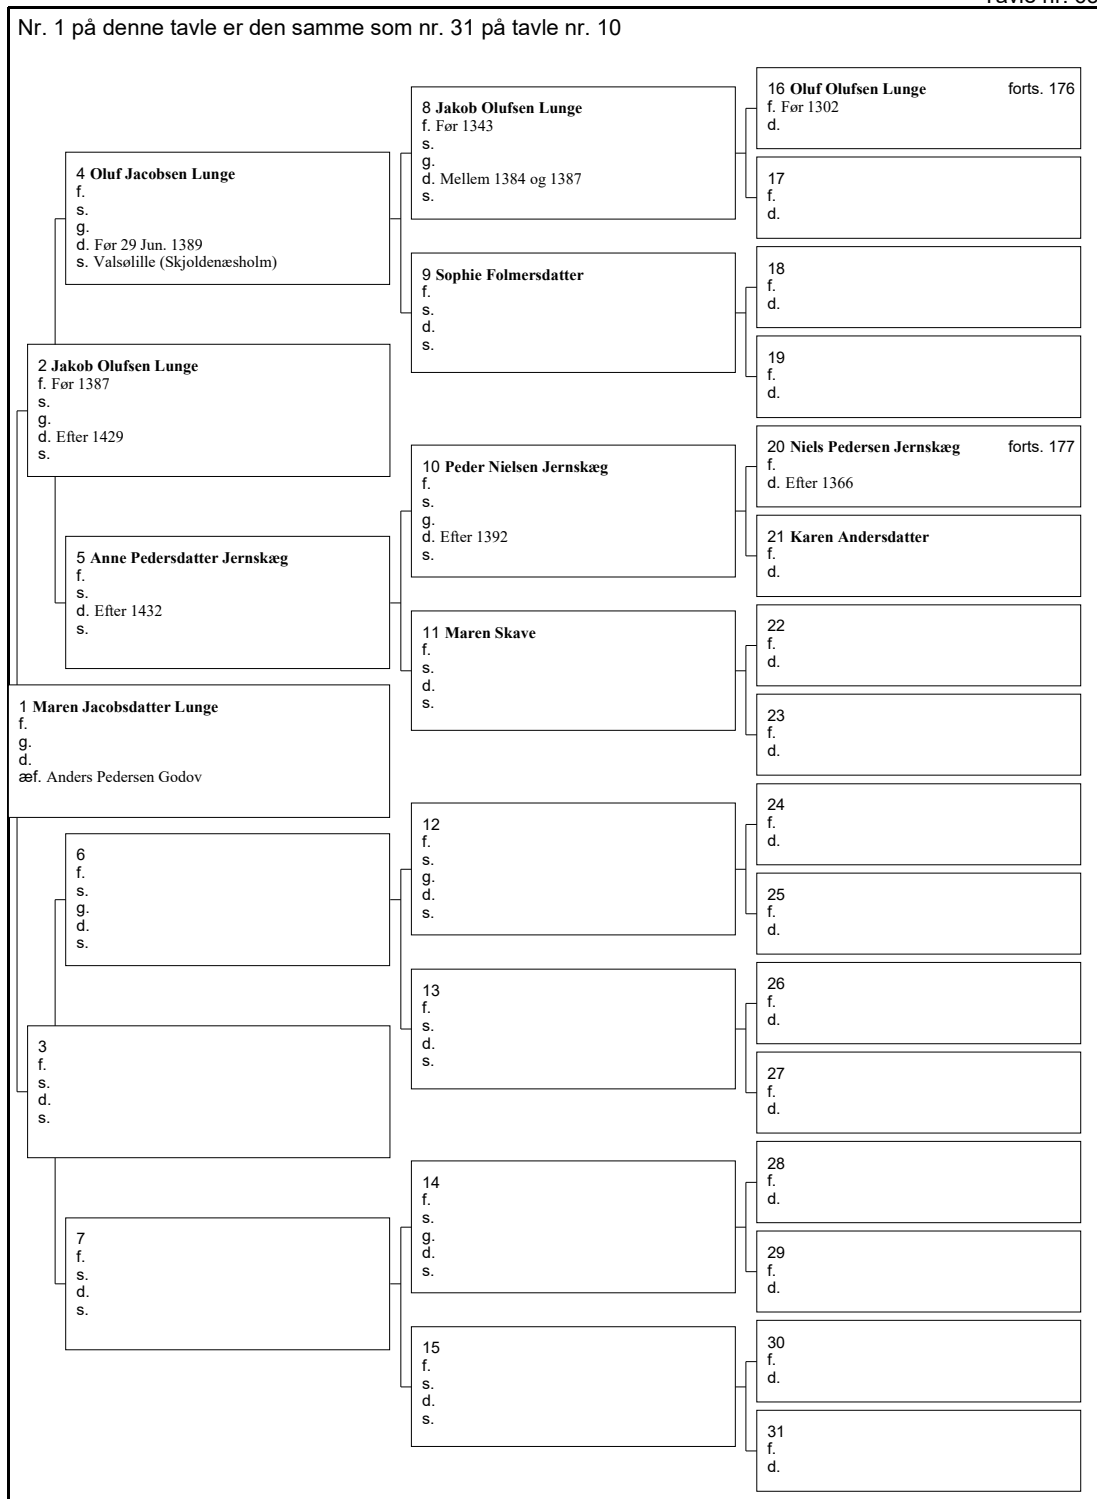 Nr. 1 på denne tavle er den samme som nr. 31 på tavle nr. 10
16 Oluf Olufsen Lunge forts. 176
f. Før 1302
d.
8 Jakob Olufsen Lunge
f. Før 1343
s.
g.
d. Mellem 1384 og 1387
s.
17
f.
d.
4 Oluf Jacobsen Lunge
f.
s.
g.
d. Før 29 Jun. 1389
s. Valsølille (Skjoldenæsholm)
18
f.
d.
9 Sophie Folmersdatter
f.
s.
d.
s.
19
f.
d.
2 Jakob Olufsen Lunge
f. Før 1387
s.
g.
d. Efter 1429
s.
20 Niels Pedersen Jernskæg forts. 177
f.
d. Efter 1366
10 Peder Nielsen Jernskæg
f.
s.
g.
d. Efter 1392
s.
21 Karen Andersdatter
f.
d.
5 Anne Pedersdatter Jernskæg
f.
s.
d. Efter 1432
s.
22
f.
d.
11 Maren Skave
f.
s.
d.
s.
23
f.
d.
1 Maren Jacobsdatter Lunge
f.
g.
d.
æf. Anders Pedersen Godov
24
f.
d.
12
f.
s.
g.
d.
s.
25
f.
d.
6
f.
s.
g.
d.
s.
26
f.
d.
13
f.
s.
d.
s.
27
f.
d.
3
f.
s.
d.
s.
28
f.
d.
14
f.
s.
g.
d.
s.
29
f.
d.
7
f.
s.
d.
s.
30
f.
d.
15
f.
s.
d.
s.
31
f.
d.